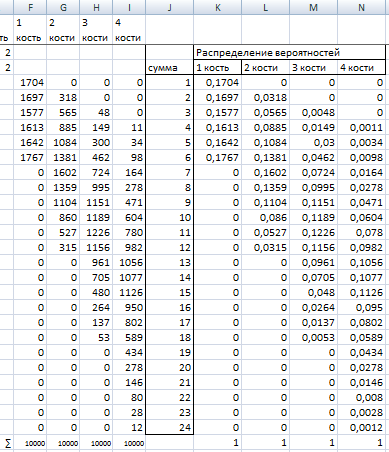 F G H I J K L M N
1 2 3 4
ть кость кости кости кости
2 Распределение вероятностей
2 сумма 1 кость 2 кости 3 кости 4 кости
1704 0 0 0 1 0,1704 0 0 0
1697 318 0 0 2 0,1697 0,0318 0 0
1577 565 48 0 3 0,1577 0,0565 0,0048 0
1613 885 149 11 4 0,1613 0,0885 0,0149 0,0011
1642 1084 300 34 5 0,1642 0,1084 0,03 0,0034
1767 1381 462 98 6 0,1767 0,1381 0,0462 0,0098
0 1602 724 164 7 0 0,1602 0,0724 0,0164
0 1359 995 278 8 0 0,1359 0,0995 0,0278
0 1104 1151 471 9 0 0,1104 0,1151 0,0471
0 860 1189 604 10 0 0,086 0,1189 0,0604
0 527 1226 780 11 0 0,0527 0,1226 0,078
0 315 1156 982 12 0 0,0315 0,1156 0,0982
0 0 961 1056 13 0 0 0,0961 0,1056
0 0 705 1077 14 0 0 0,0705 0,1077
0 0 480 1126 15 0 0 0,048 0,1126
0 0 264 950 16 0 0 0,0264 0,095
0 0 137 802 17 0 0 0,0137 0,0802
0 0 53 589 18 0 0 0,0053 0,0589
0 0 0 434 19 0 0 0 0,0434
0 0 0 278 20 0 0 0 0,0278
0 0 0 146 21 0 0 0 0,0146
0 0 0 80 22 0 0 0 0,008
0 0 0 28 23 0 0 0 0,0028
0 0 0 12 24 0 0 0 0,0012
∑ 10000 10000 10000 10000 1 1 1 1